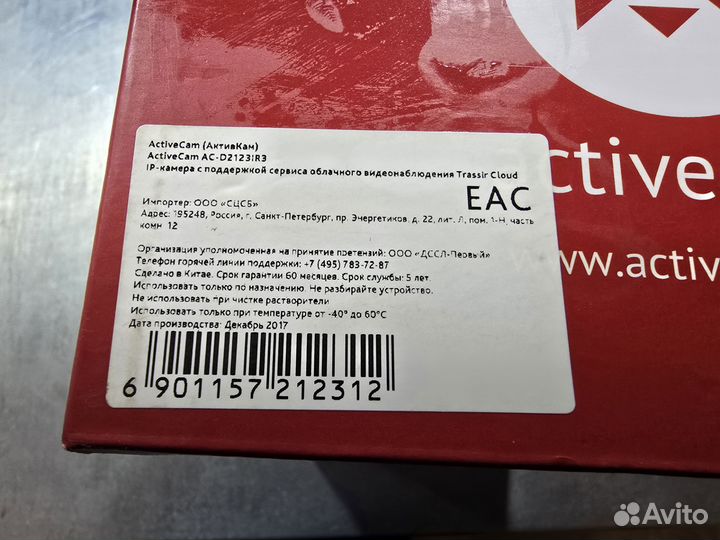 ActiveCam (АктивКам)
ActiveCam AC-D2123IR3
IP-камера с поддержкой сервиса облачного видеонаблюдения Trassir Cloud
EAC
Импортер: ООО «СЦСБ»
Адрес: 195248, Россия, г. Санкт-Петербург, пр. Энергетиков, д. 22, лит. Л, пом. 1-Н, часть
комн 12
Организация уполномоченная на принятие претензий: ООО «ДССЛ-Первый»
Телефон горячей линии поддержки: +7 (495) 783-72-87
Сделано в Китае. Срок гарантии 60 месяцев. Срок службы: 5 лет.
Использовать только по назначению. Не разбирайте устройство.
Не использовать при чистке растворители
Использовать только при температуре от -40° до 60°C
Дата производства: Декабрь 2017
6 901157 212312
ctive
ww.activ
Avito